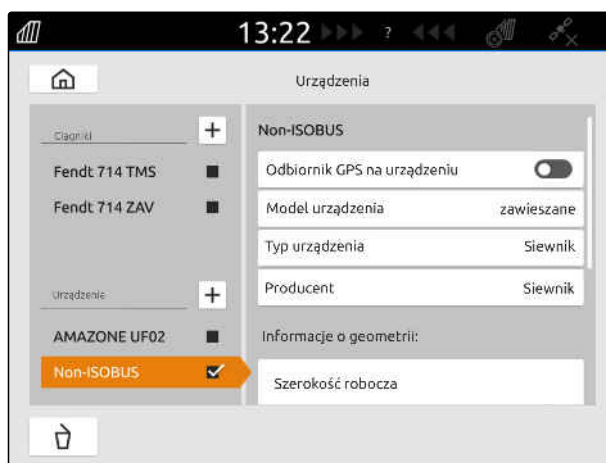 13:22 ?
Urządzenia
Ciągniki
Fendt 714 TMS
Fendt 714 ZAV
Urządzenia
AMAZONE UF02
Non-ISOBUS
Non-ISOBUS
Odbiornik GPS na urządzeniu
Model urządzenia zawieszane
Typ urządzenia Siewnik
Producent Siewnik
Informacje o geometrii:
Szerokość robocza